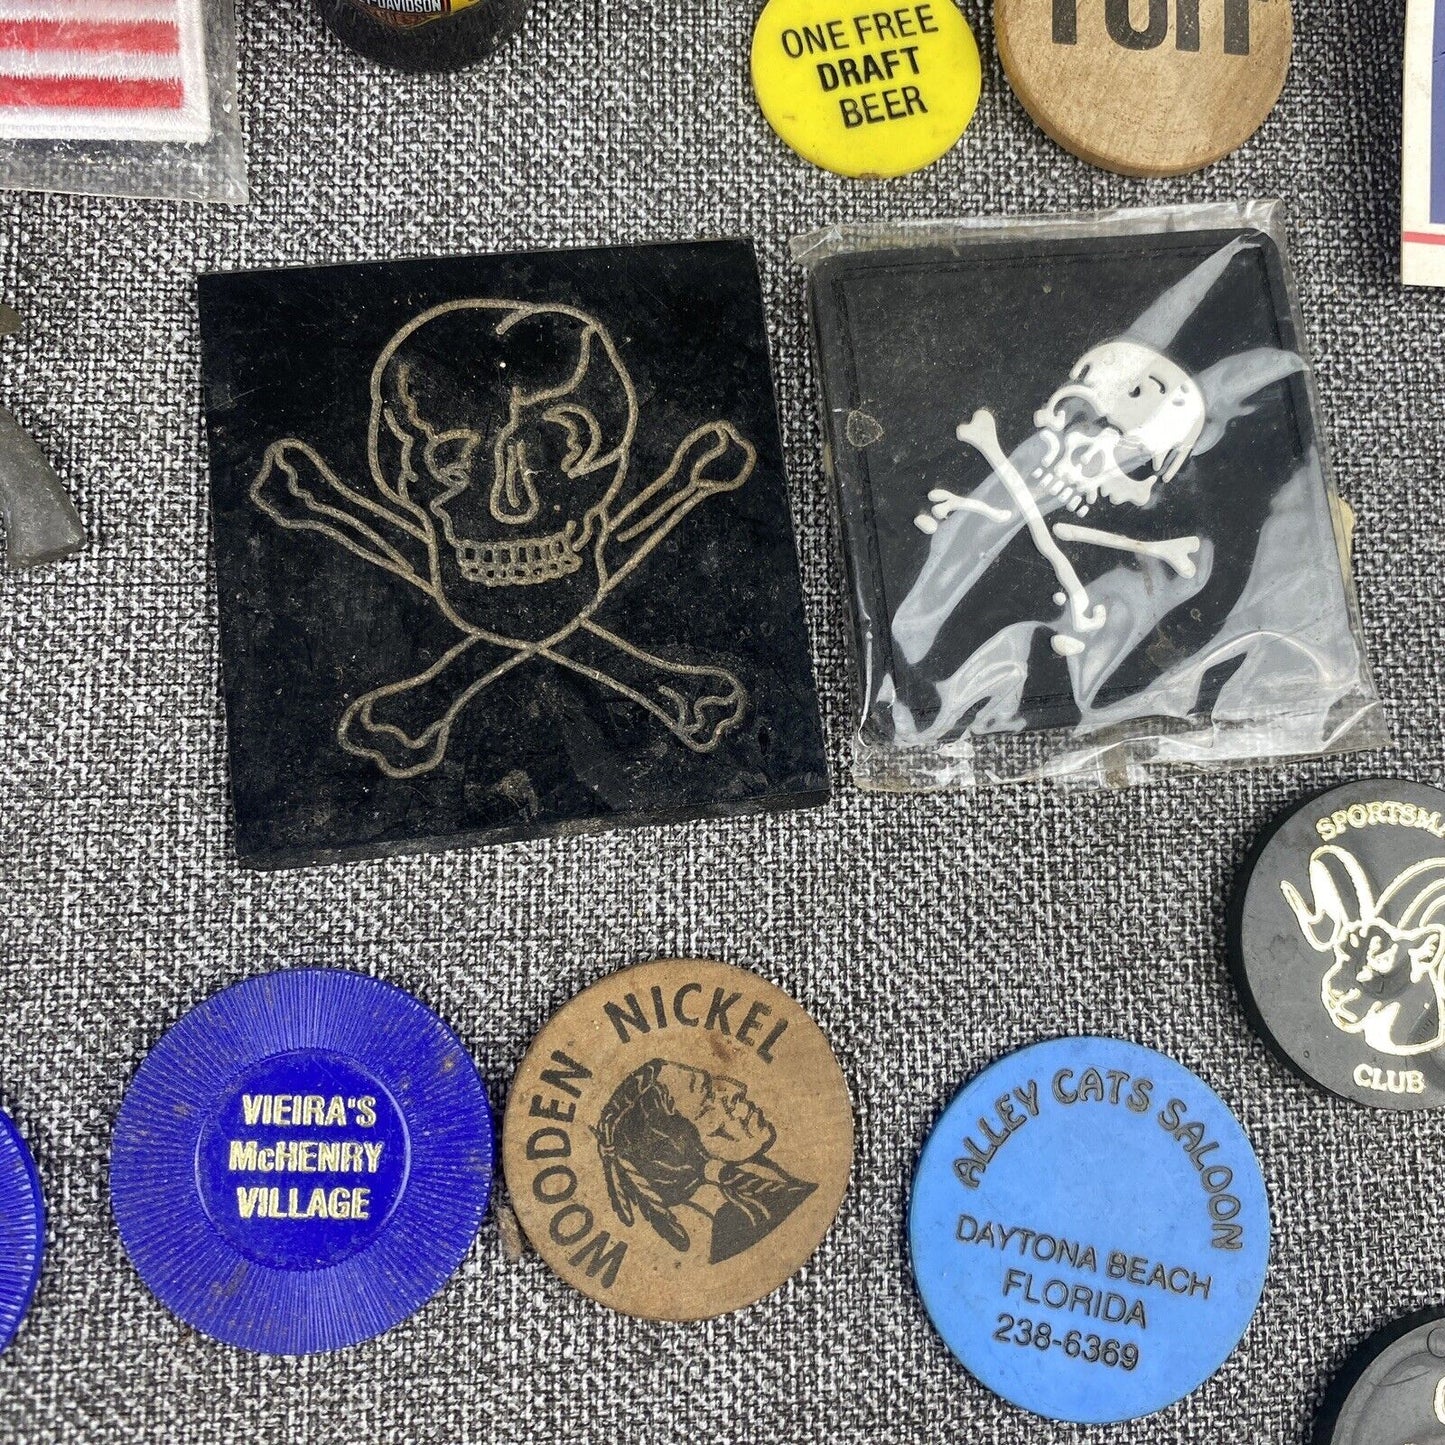 DAVIDSON
ONE FREE
DRAFT
BEER
SPORTSMA
CLUB
VIEIRA'S
McHENRY
VILLAGE
WOODEN NICKEL
ALLEY CATS SALOON
DAYTONA BEACH
FLORIDA
238-6369